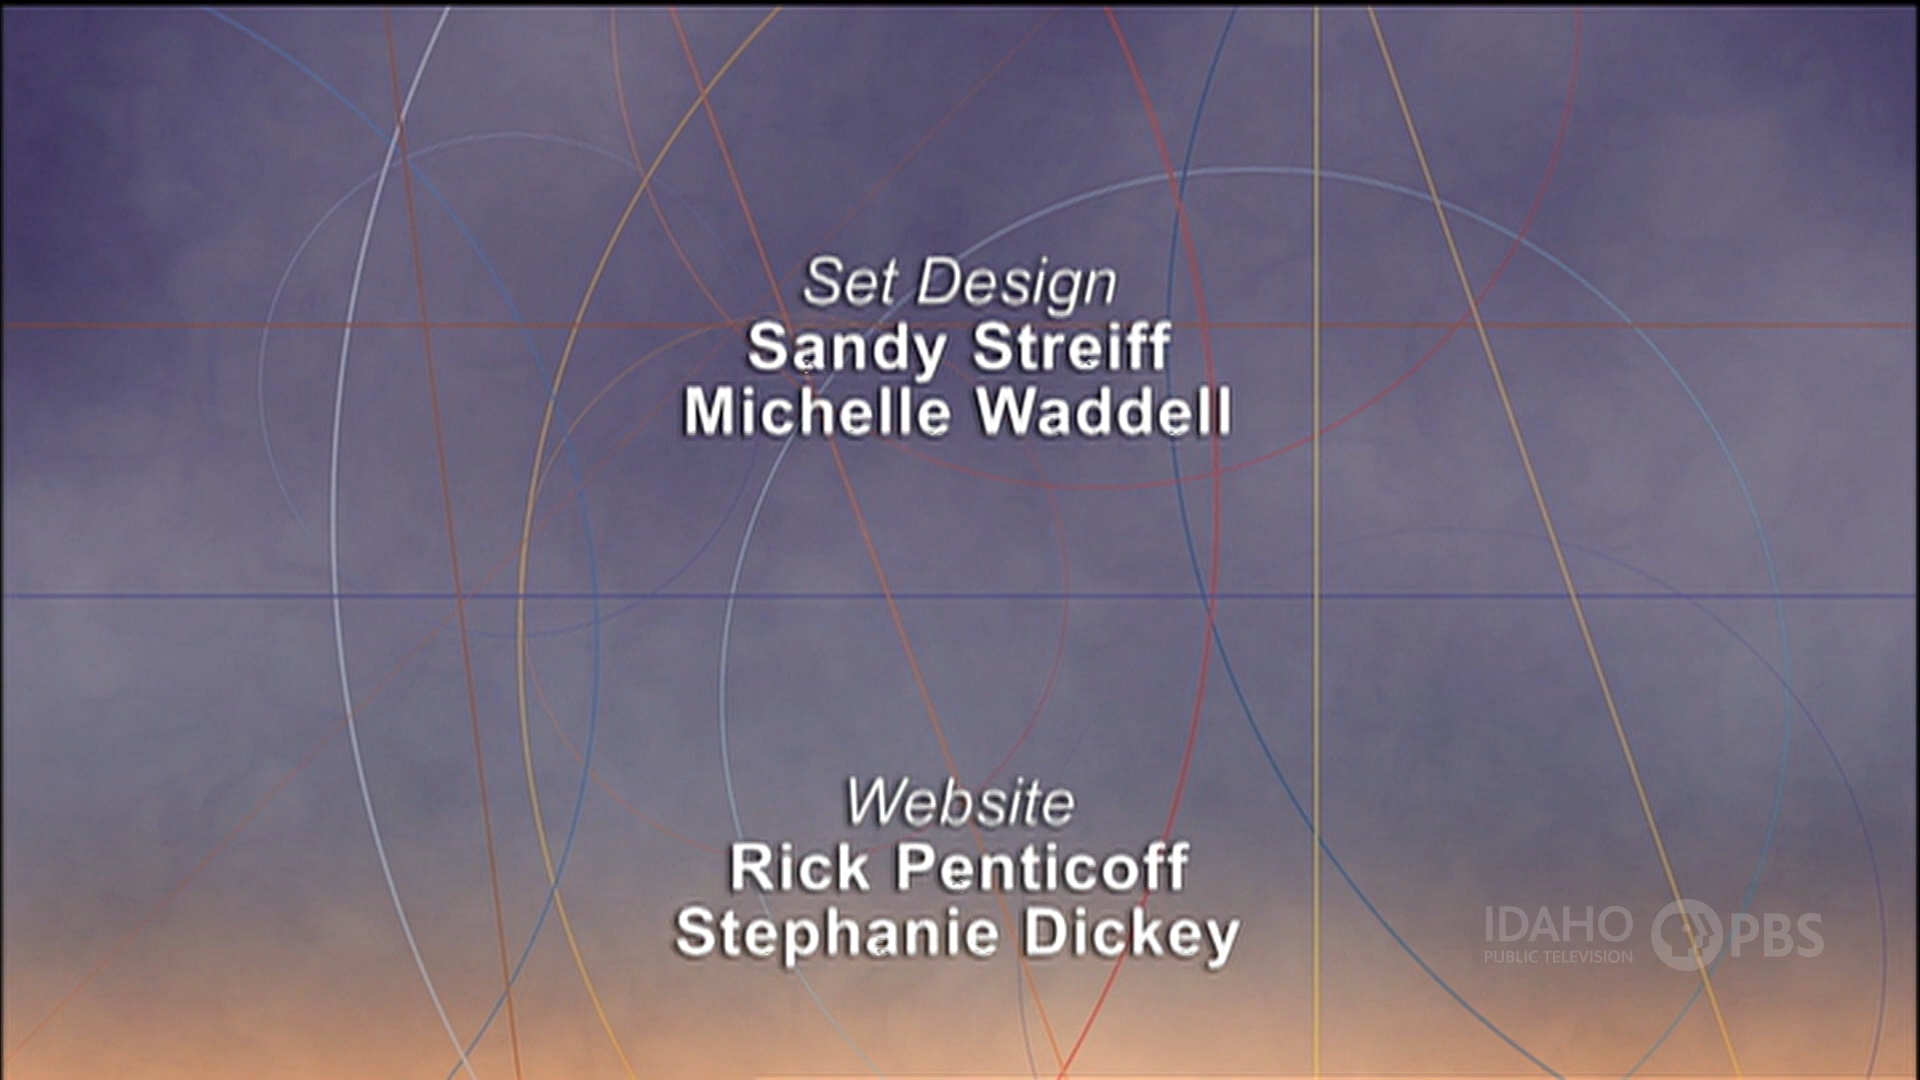 Set Design
Sandy Streiff
Michelle Waddell
Website
Rick Penticoff
Stephanie Dickey
IDAHO
PUBLIC TELEVISION
PBS